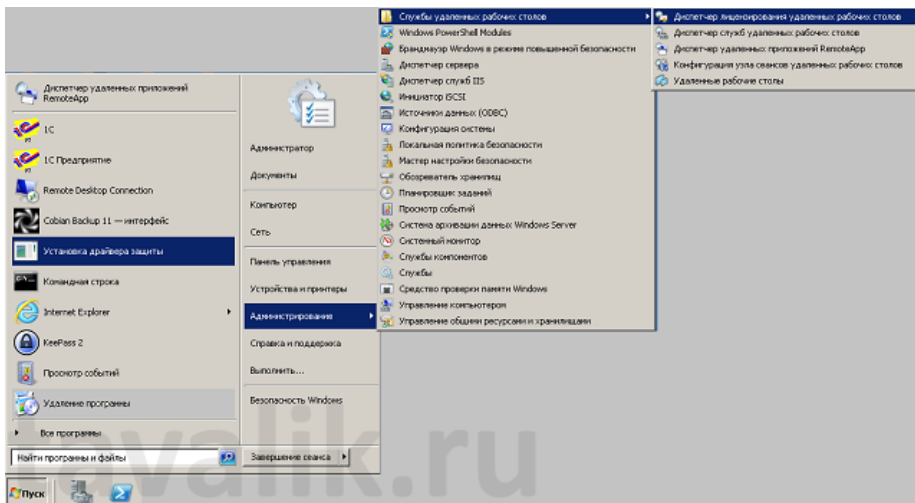 Диспетчер удаленных приложений
RemoteApp
1С
1С Предприятие
Remote Desktop Connection
Cobian Backup 11 — интерфейс
Установка драйвера защиты
Командная строка
Internet Explorer
KeePass 2
Просмотр событий
Удаление программы
Все программы
Найти программы и файлы
Администратор
Документы
Компьютер
Сеть
Панель управления
Устройства и принтеры
Администрирование
Справка и поддержка
Выполнить...
Безопасность Windows
Завершение сеанса
Службы удаленных рабочих столов
Windows PowerShell Modules
Брандмауэр Windows в режиме повышенной безопасности
Диспетчер сервера
Диспетчер служб IIS
Инициатор iSCSI
Источники данных (ODBC)
Конфигурация системы
Локальная политика безопасности
Мастер настройки безопасности
Обозреватель хранилищ
Планировщик заданий
Просмотр событий
Система архивации данных Windows Server
Системный монитор
Службы компонентов
Службы
Средство проверки памяти Windows
Управление компьютером
Управление общими ресурсами и хранилищами
Диспетчер лицензирования удаленных рабочих столов
Диспетчер служб удаленных рабочих столов
Диспетчер удаленных приложений RemoteApp
Конфигурация узла сеансов удаленных рабочих столов
Удаленные рабочие столы
tavalik.ru
Пуск